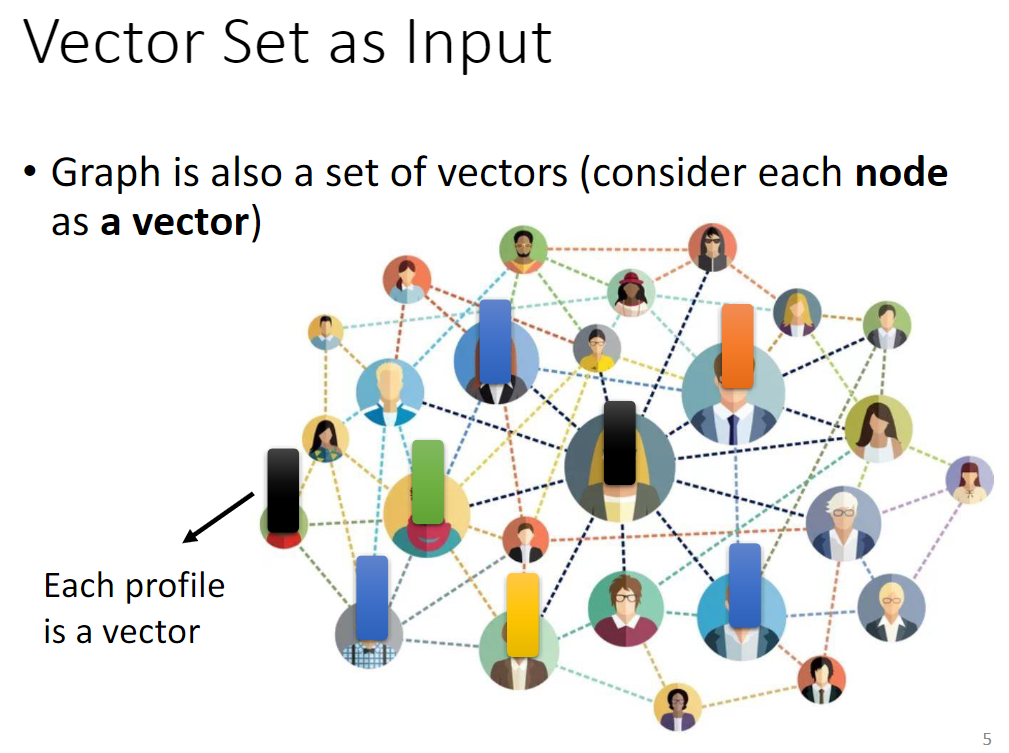 Vector Set as Input
• Graph is also a set of vectors (consider each node
as a vector)
Each profile
is a vector
5